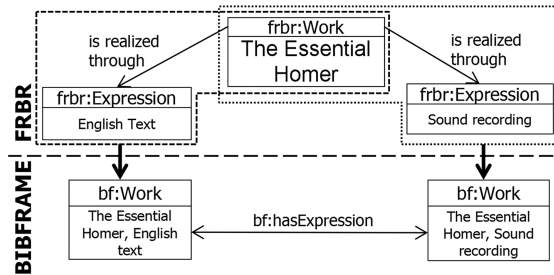 frbr:Work
The Essential
Homer
is realized
through
is realized
through
frbr:Expression
English Text
frbr:Expression
Sound recording
FRBR
BIBFRAME
bf:Work
The Essential
Homer, English
text
bf:hasExpression
bf:Work
The Essential
Homer, Sound
recording